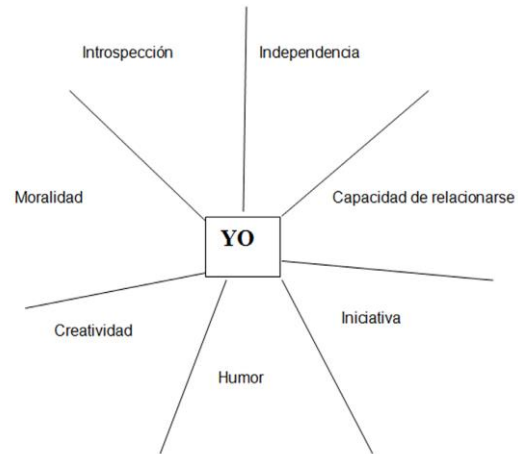 Introspección
Independencia
Moralidad
Capacidad de relacionarse
YO
Creatividad
Iniciativa
Humor